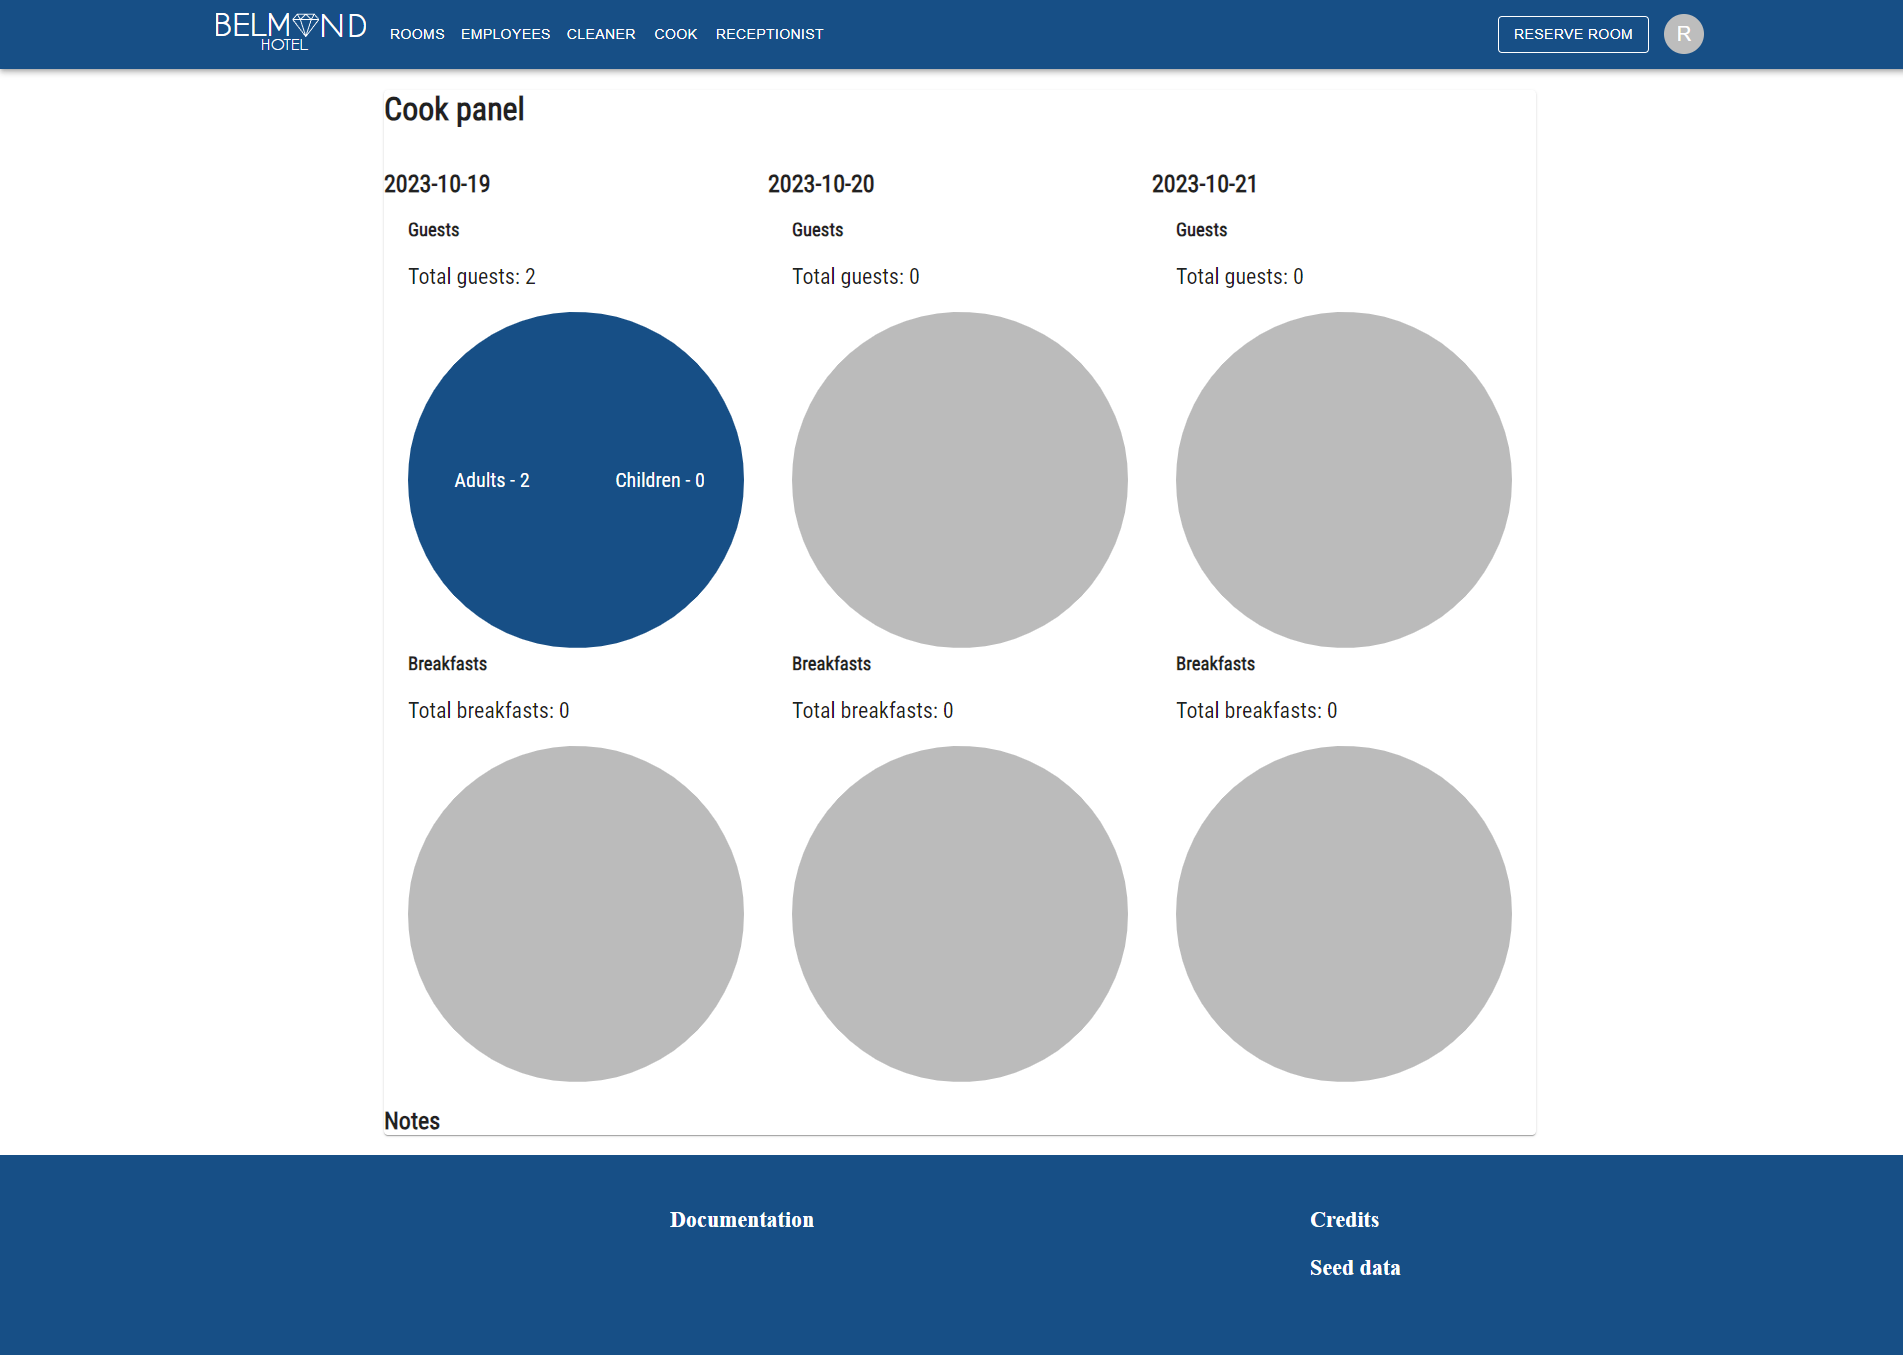 BELMOND
HOTEL
ROOMS EMPLOYEES CLEANER COOK RECEPTIONIST
RESERVE ROOM R
Cook panel
2023-10-19 2023-10-20 2023-10-21
Guests Guests Guests
Total guests: 2 Total guests: 0 Total guests: 0
Adults - 2 Children - 0
Breakfasts Breakfasts Breakfasts
Total breakfasts: 0 Total breakfasts: 0 Total breakfasts: 0
Notes
Documentation Credits
Seed data